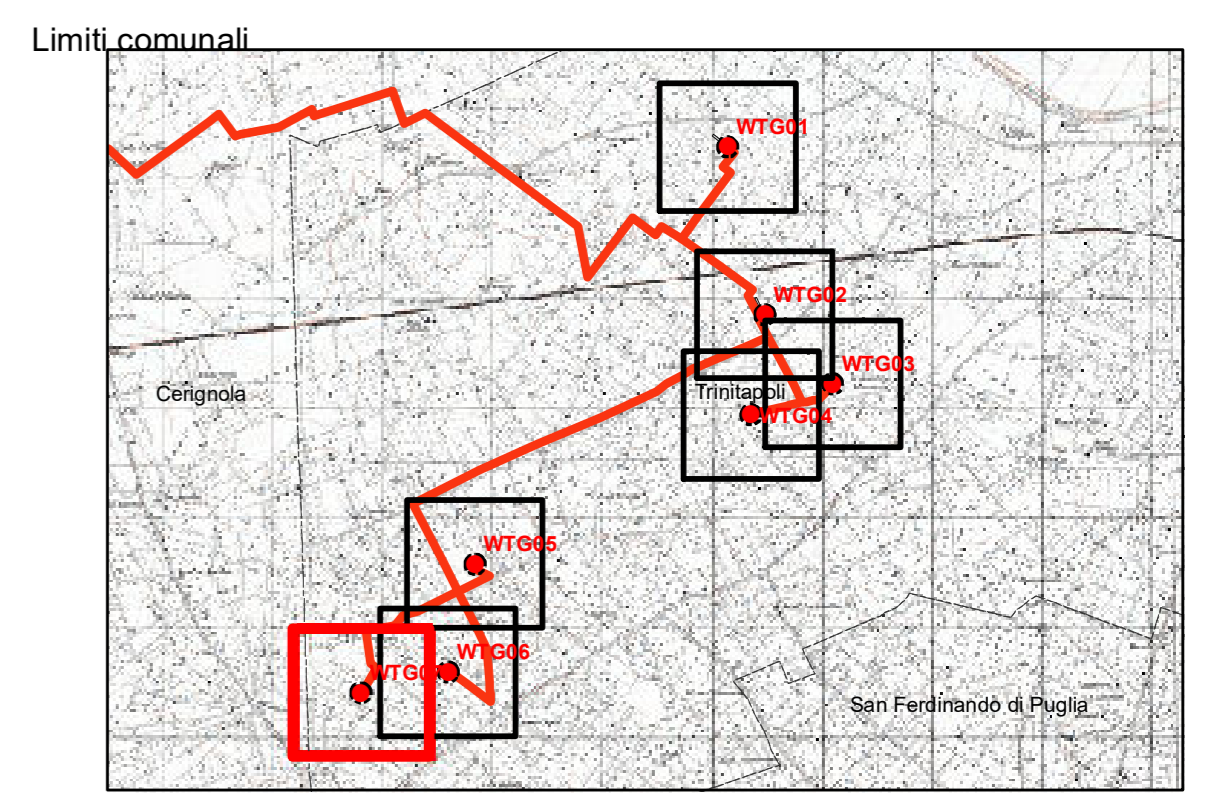 Limiti comunali
WTG01
WTG02
WTG03
Cerignola
Trinitapoli
WTG04
WTG05
WTG06
San Ferdinando di Puglia